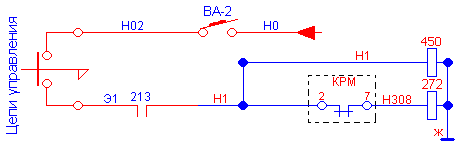 ВА-2
Н02
Н0
Цепи управления
Н1
450
КРМ
272
Э1
213
Н1
2
7
Н308
Ж